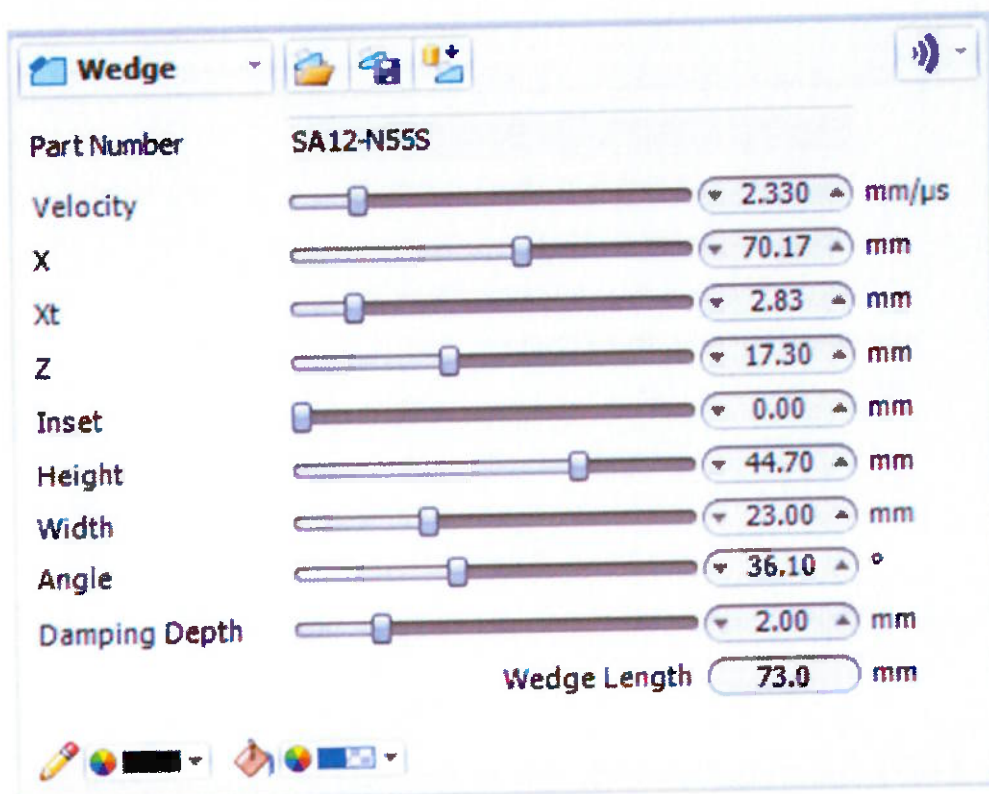 Wedge
Part Number SA12-N55S
Velocity 2.330 mm/µs
X 70.17 mm
Xt 2.83 mm
Z 17.30 mm
Inset 0.00 mm
Height 44.70 mm
Width 23.00 mm
Angle 36.10 °
Damping Depth 2.00 mm
Wedge Length 73.0 mm